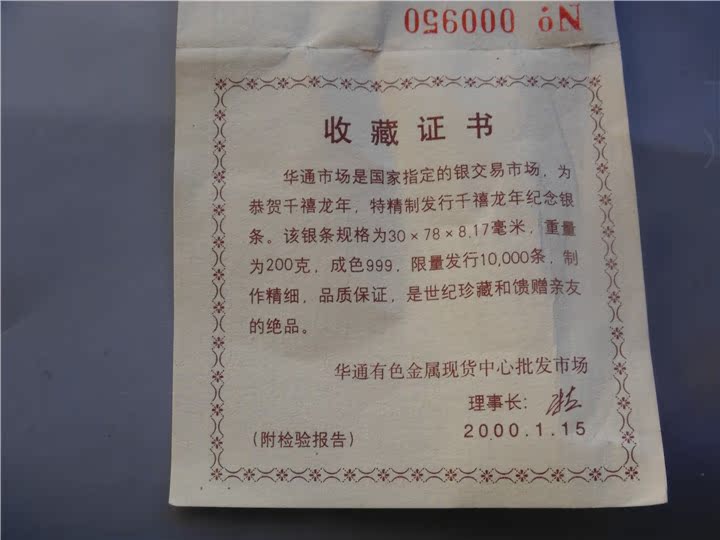 № 000950
收藏证书
华通市场是国家指定的银交易市场，为
恭贺千禧龙年，特精制发行千禧龙年纪念银
条。该银条规格为30×78×8.17毫米，重量
为200克，成色999，限量发行10,000条，制
作精细，品质保证，是世纪珍藏和馈赠亲友
的绝品。
华通有色金属现货中心批发市场
理事长：
2000.1.15
（附检验报告）